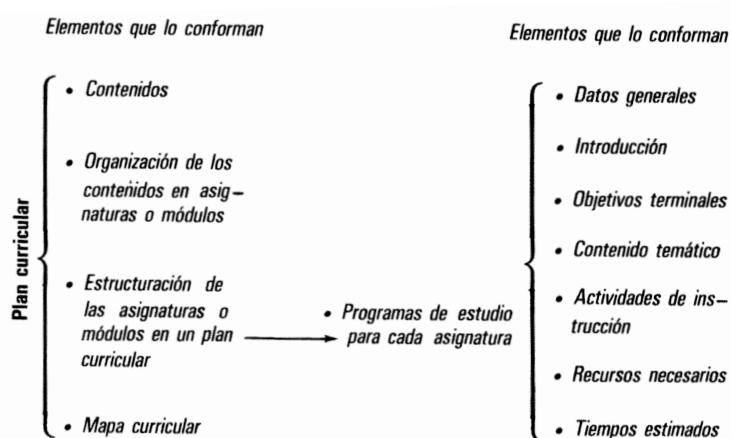 Elementos que lo conforman
Plan curricular
• Contenidos
• Organización de los
contenidos en asig–
naturas o módulos
• Estructuración de
las asignaturas o
módulos en un plan
curricular
• Mapa curricular
• Programas de estudio
para cada asignatura
Elementos que lo conforman
• Datos generales
• Introducción
• Objetivos terminales
• Contenido temático
• Actividades de ins–
trucción
• Recursos necesarios
• Tiempos estimados